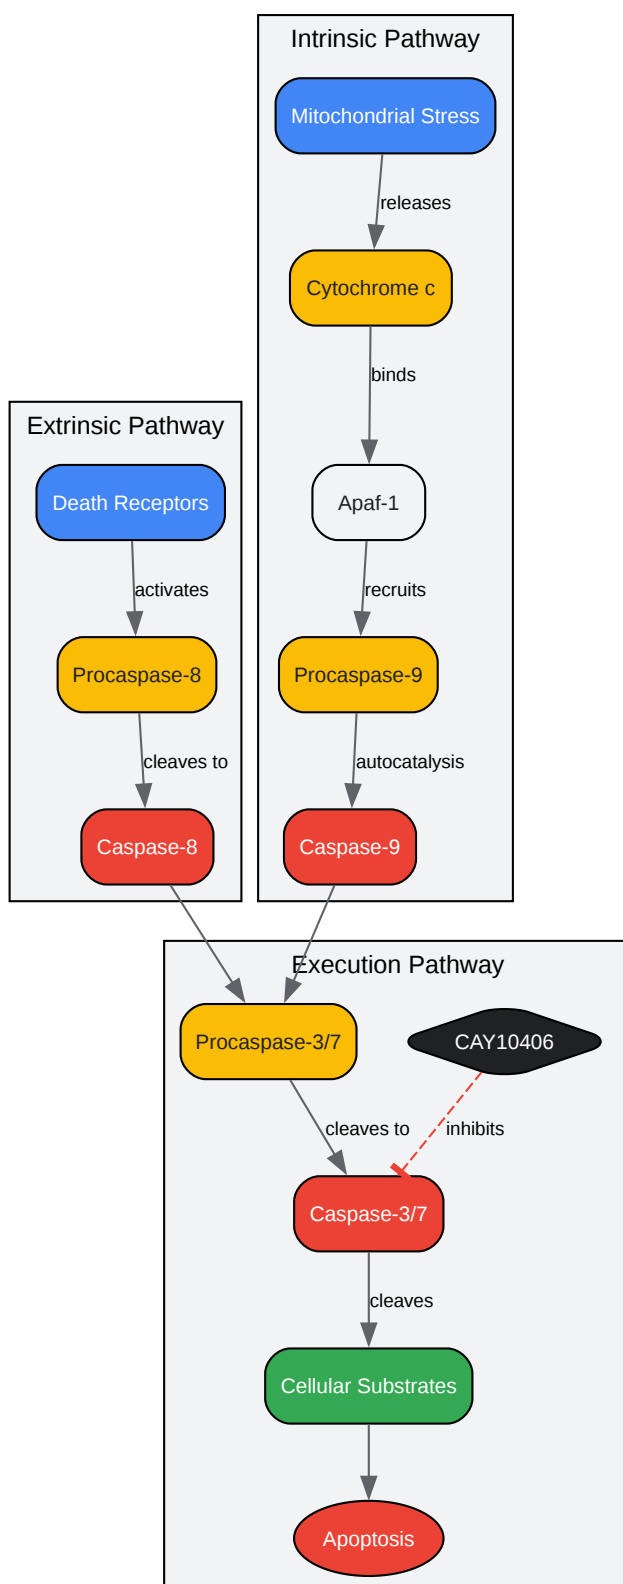 Intrinsic Pathway
Mitochondrial Stress
releases
Cytochrome c
binds
Apaf-1
recruits
Procaspase-9
autocatalysis
Caspase-9
Extrinsic Pathway
Death Receptors
activates
Procaspase-8
cleaves to
Caspase-8
Execution Pathway
Procaspase-3/7
CAY10406
cleaves to
inhibits
Caspase-3/7
cleaves
Cellular Substrates
Apoptosis